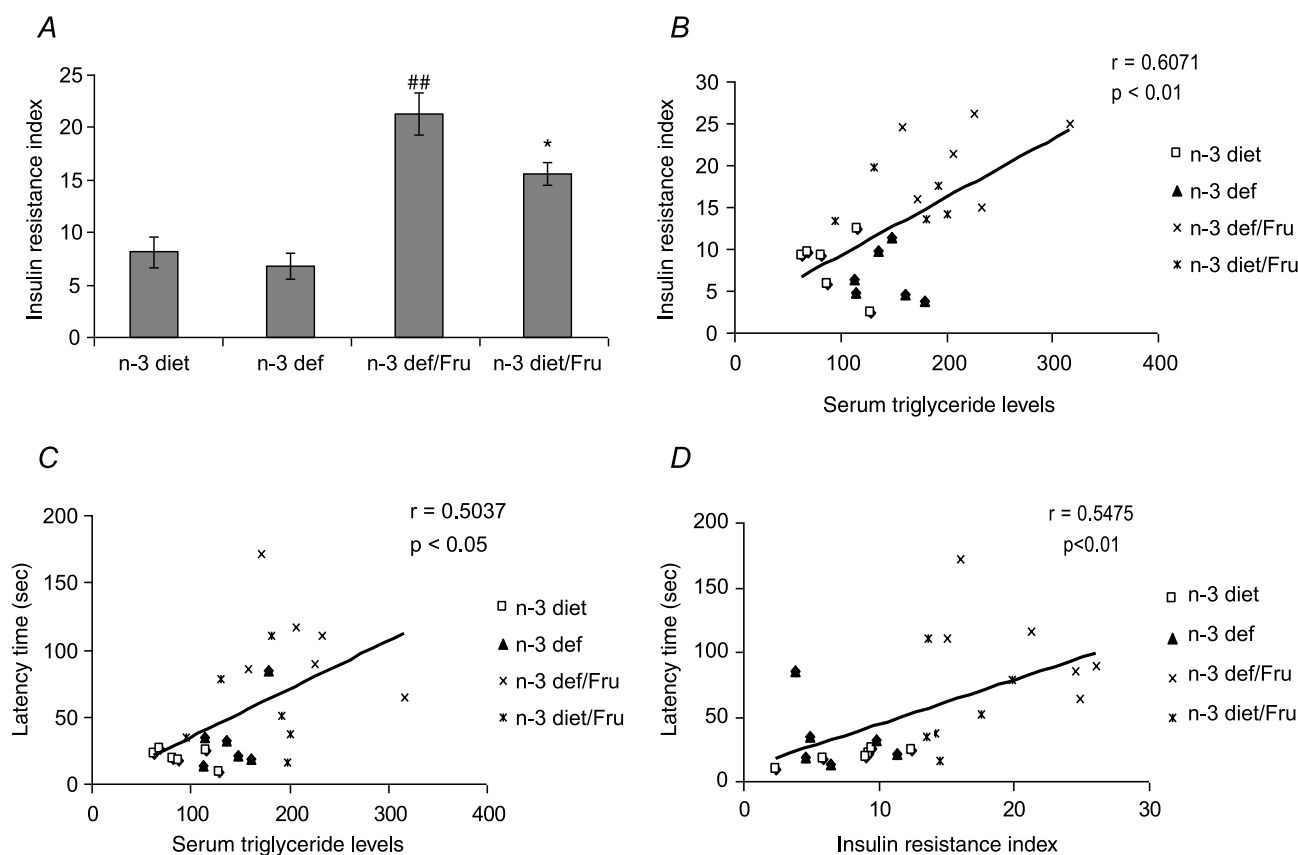 A
Insulin resistance index
25
20
15
10
5
0
##
*
n-3 diet
n-3 def
n-3 def/Fru
n-3 diet/Fru
B
r = 0.6071
p < 0.01
Insulin resistance index
30
25
20
15
10
5
0
0
100
200
300
400
Serum triglyceride levels
n-3 diet
n-3 def
n-3 def/Fru
n-3 diet/Fru
C
r = 0.5037
p < 0.05
Latency time (sec)
200
150
100
50
0
0
100
200
300
400
Serum triglyceride levels
n-3 diet
n-3 def
n-3 def/Fru
n-3 diet/Fru
D
r = 0.5475
p<0.01
Latency time (sec)
200
150
100
50
0
0
10
20
30
Insulin resistance index
n-3 diet
n-3 def
n-3 def/Fru
n-3 diet/Fru